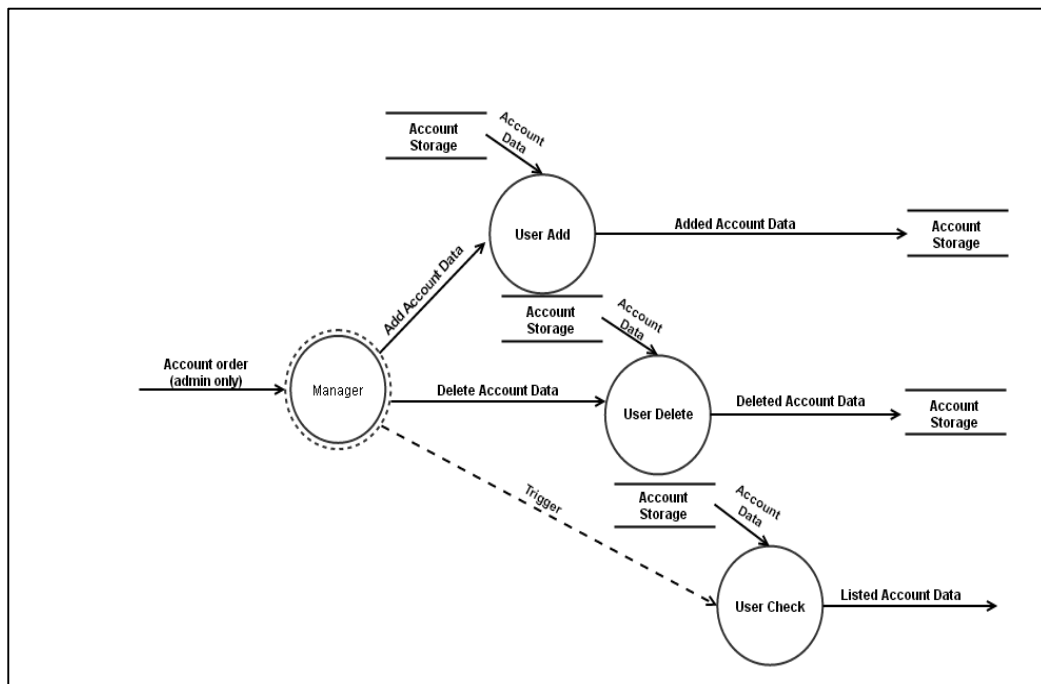 Account
Storage
Account
Data
User Add
Added Account Data
Account
Storage
Add Account Data
Account
Storage
Account
Data
Account order
(admin only)
Manager
Delete Account Data
User Delete
Deleted Account Data
Account
Storage
Trigger
Account
Storage
Account
Data
User Check
Listed Account Data